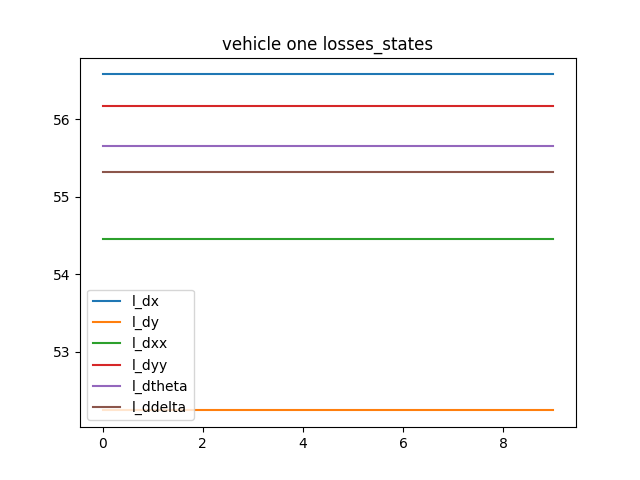 vehicle one losses_states
56
55
54
53
l_dx
l_dy
l_dxx
l_dyy
l_dtheta
l_ddelta
0 2 4 6 8